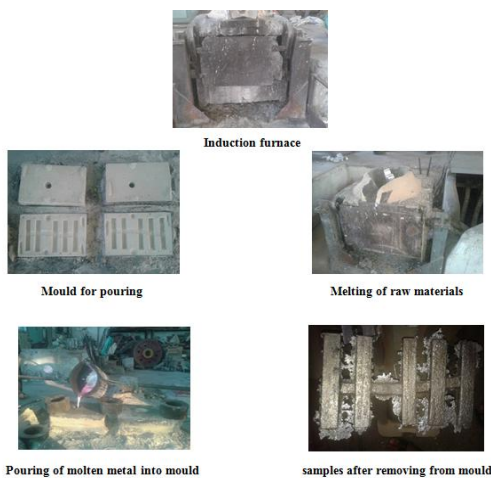 Induction furnace
Mould for pouring
Melting of raw materials
Pouring of molten metal into mould
samples after removing from mould